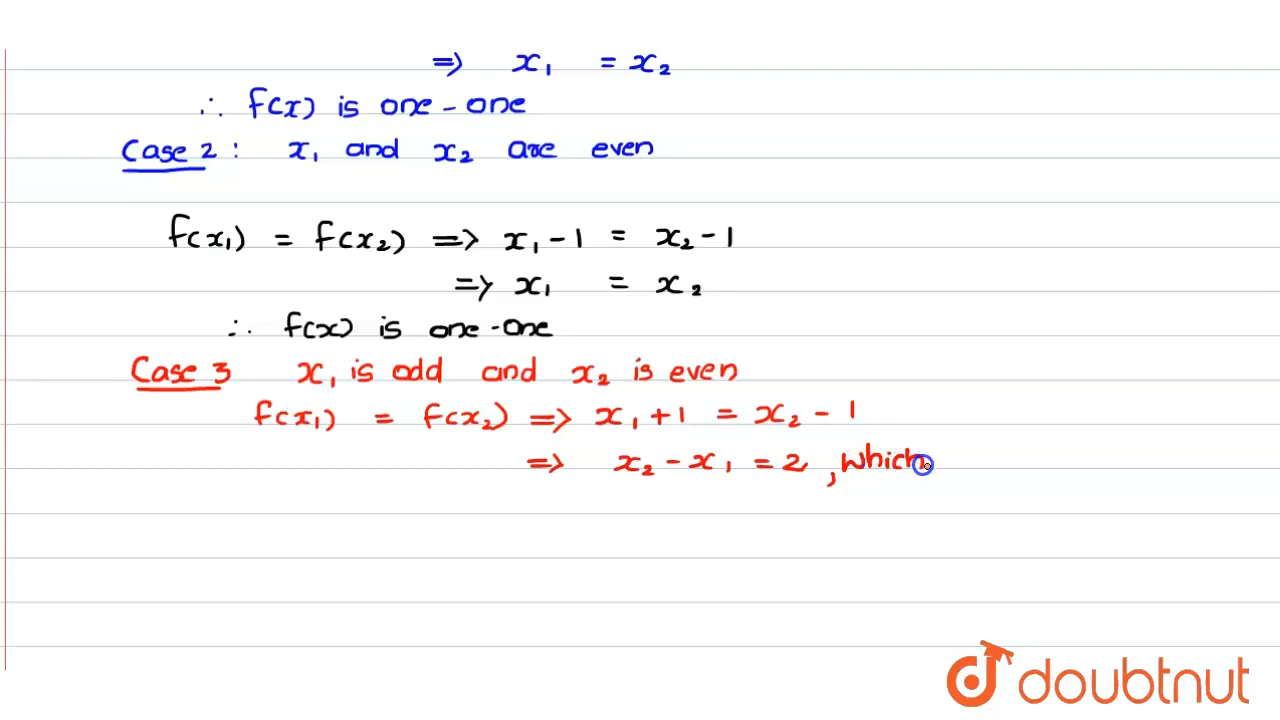 ⇒ x₁ = x₂
∴ f(x) is one-one
Case 2: x₁ and x₂ are even
f(x₁) = f(x₂) ⇒ x₁ - 1 = x₂ - 1
⇒ x₁ = x₂
∴ f(x) is one-one
Case 3 x₁ is odd and x₂ is even
f(x₁) = f(x₂) ⇒ x₁ + 1 = x₂ - 1
⇒ x₂ - x₁ = 2, which
doubtnut